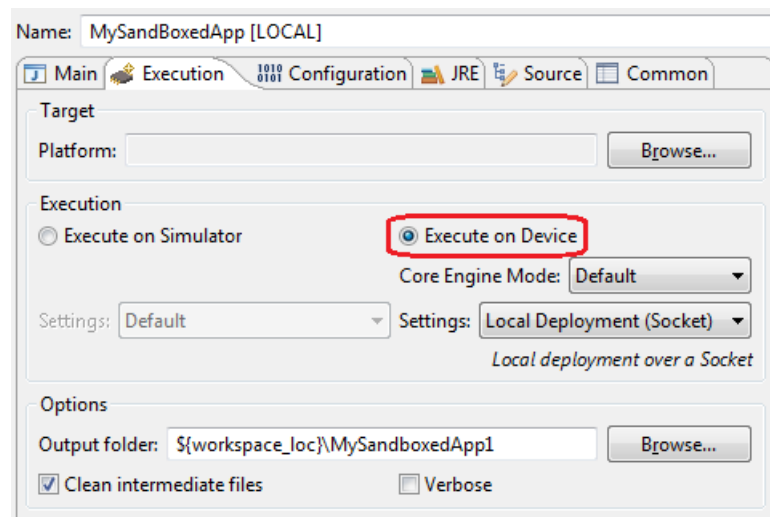 Name: MySandBoxedApp [LOCAL]
Main Execution Configuration JRE Source Common
Target
Platform: Browse...
Execution
Execute on Simulator Execute on Device
Core Engine Mode: Default
Settings: Default Settings: Local Deployment (Socket)
Local deployment over a Socket
Options
Output folder: ${workspace_loc}\MySandboxedApp1 Browse...
Clean intermediate files Verbose